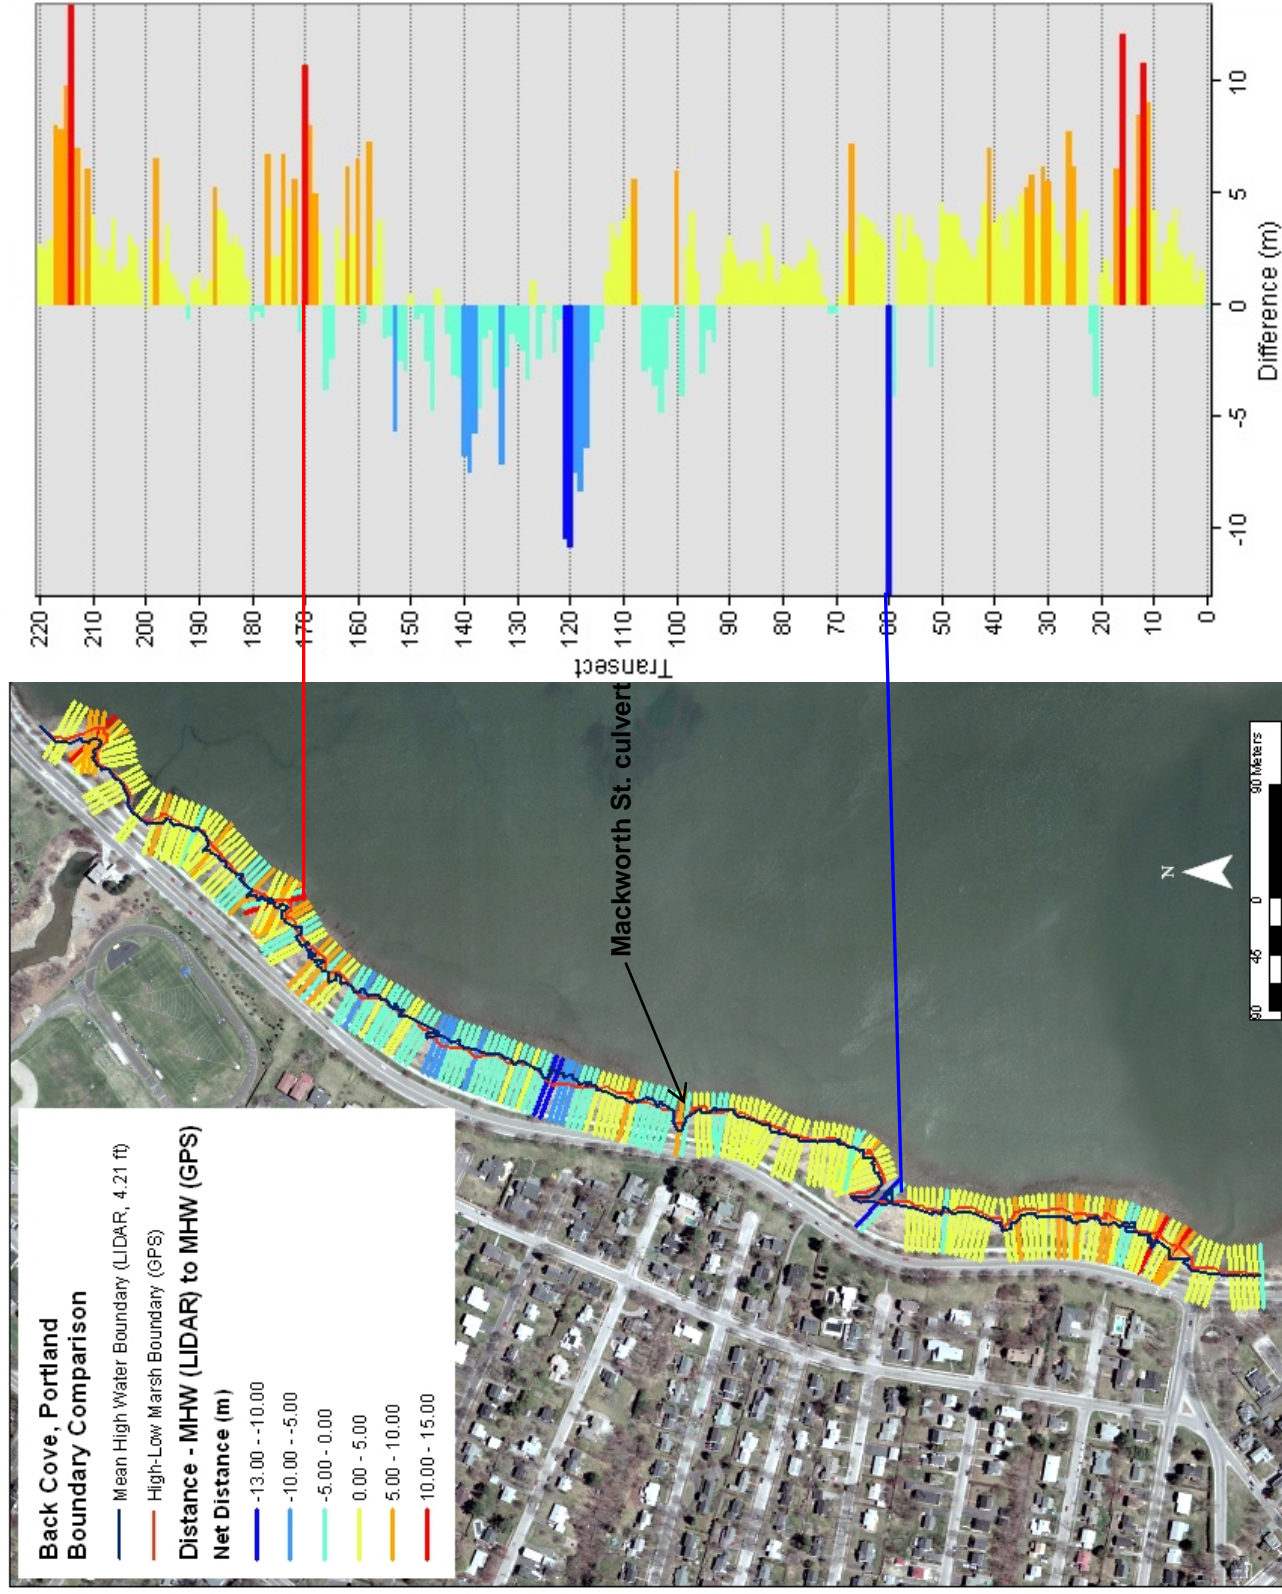 Back Cove, Portland
Boundary Comparison
Mean High Water Boundary (LIDAR, 4.21 ft)
High-Low Marsh Boundary (GPS)
Distance - MHW (LIDAR) to MHW (GPS)
Net Distance (m)
-13.00 - -10.00
-10.00 - -5.00
-5.00 - 0.00
0.00 - 5.00
5.00 - 10.00
10.00 - 15.00
Mackworth St. culvert
N
90 45 0 90 Meters
Transect
220
210
200
190
180
170
160
150
140
130
120
110
100
90
80
70
60
50
40
30
20
10
0
10
5
0
-5
-10
Difference (m)